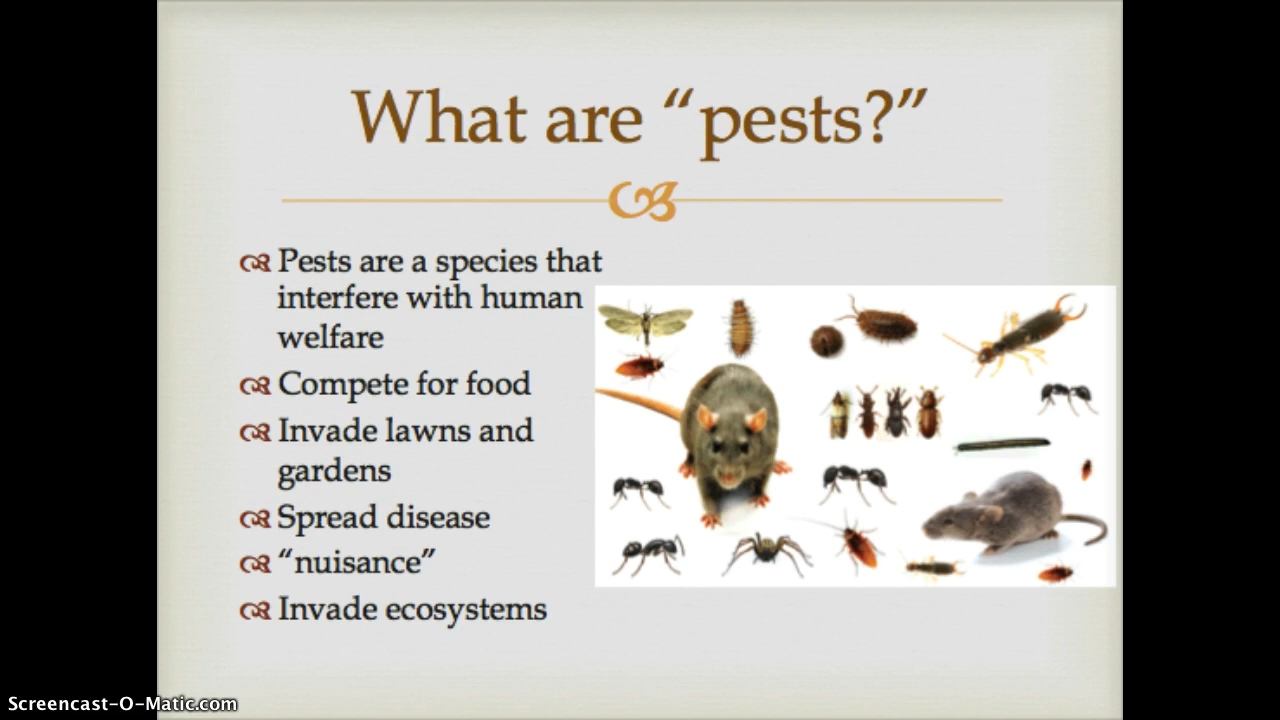 What are “pests?”
Pests are a species that
interfere with human
welfare
Compete for food
Invade lawns and
gardens
Spread disease
“nuisance”
Invade ecosystems
Screencast-O-Matic.com